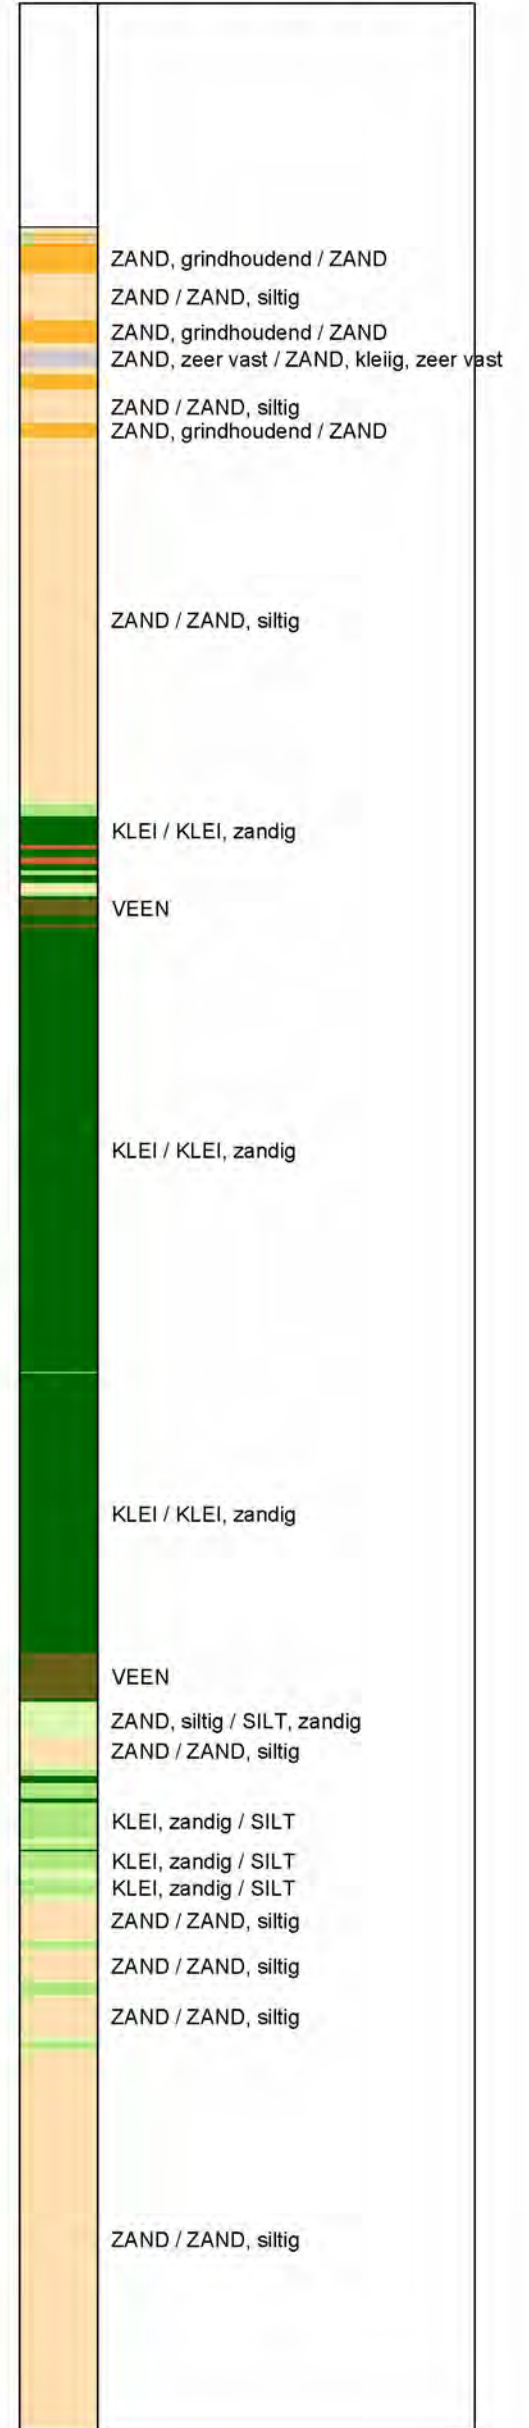 ZAND, grindhoudend / ZAND
ZAND / ZAND, siltig
ZAND, grindhoudend / ZAND
ZAND, zeer vast / ZAND, kleiig, zeer vast
ZAND / ZAND, siltig
ZAND, grindhoudend / ZAND
ZAND / ZAND, siltig
KLEI / KLEI, zandig
VEEN
KLEI / KLEI, zandig
KLEI / KLEI, zandig
VEEN
ZAND, siltig / SILT, zandig
ZAND / ZAND, siltig
KLEI, zandig / SILT
KLEI, zandig / SILT
KLEI, zandig / SILT
ZAND / ZAND, siltig
ZAND / ZAND, siltig
ZAND / ZAND, siltig
ZAND / ZAND, siltig